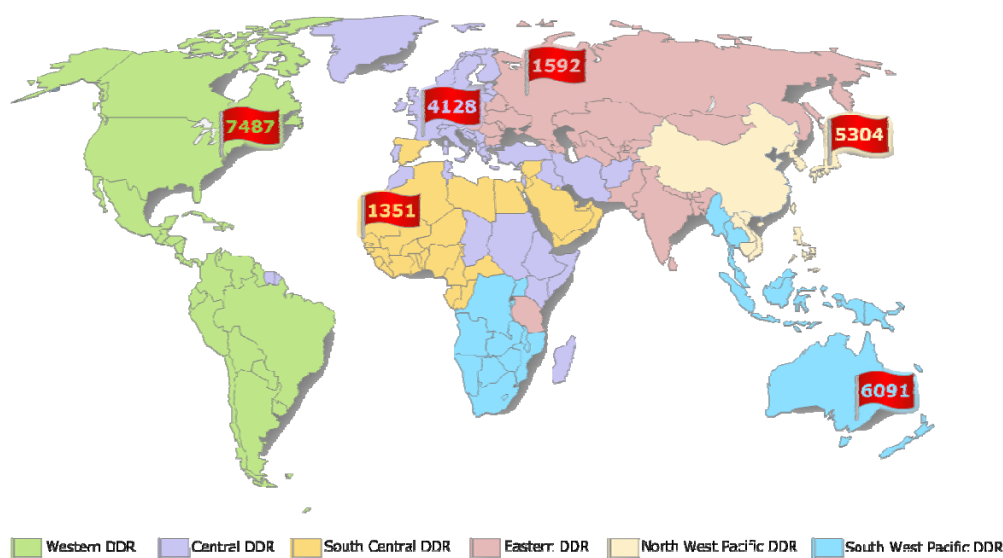 1592
4128
7487
5304
1351
6091
Western DDR
Central DDR
South Central DDR
Eastern DDR
North West Pacific DDR
South West Pacific DDR